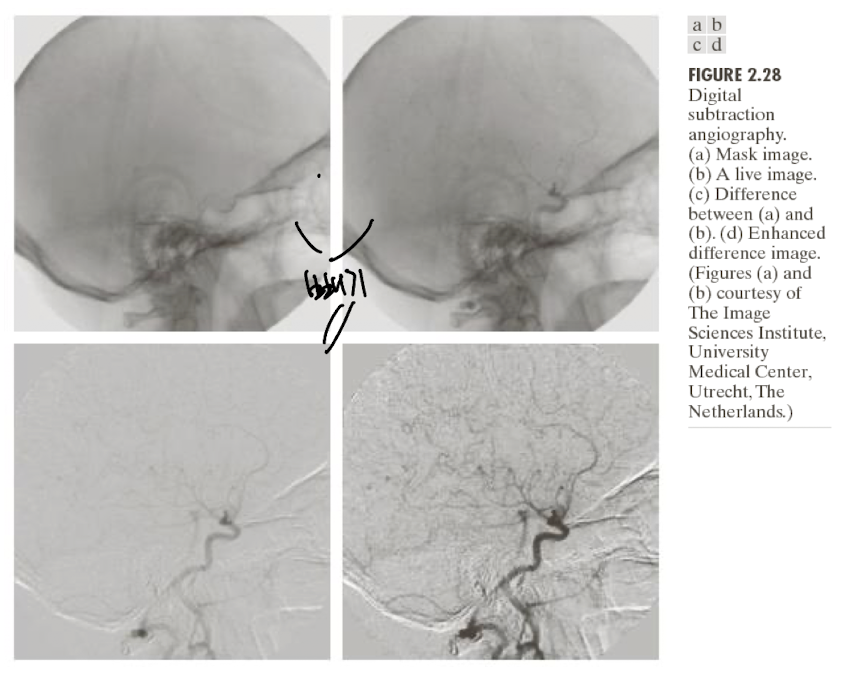 a b
c d
FIGURE 2.28
Digital
subtraction
angiography.
(a) Mask image.
(b) A live image.
(c) Difference
between (a) and
(b). (d) Enhanced
difference image.
(Figures (a) and
(b) courtesy of
The Image
Sciences Institute,
University
Medical Center,
Utrecht, The
Netherlands.)